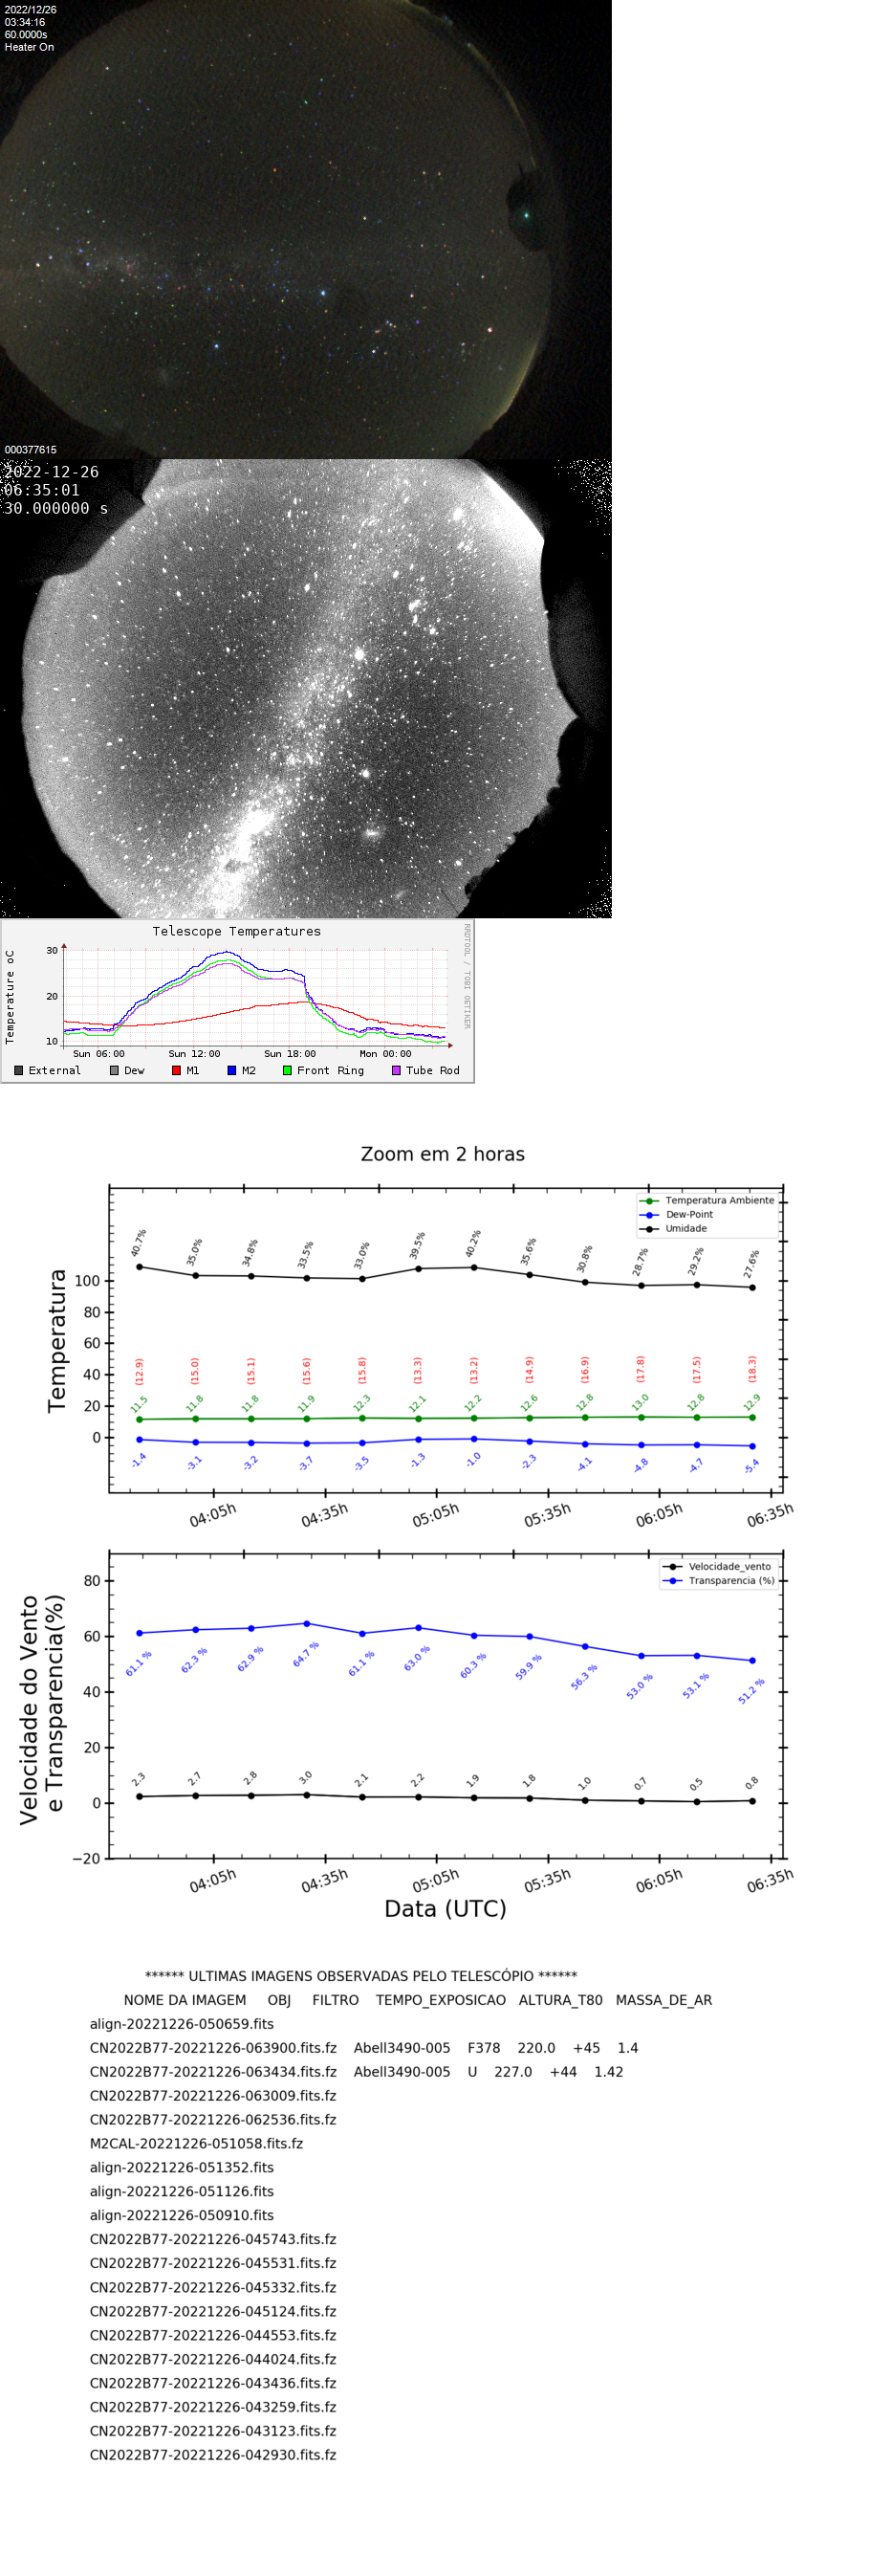 2022/12/26
03:34:16
60.0000s
Heater On
000377615
2022-12-26
06:35:01
30.000000 s
Telescope Temperatures
RRDTOOL / TOBI OETIKER
Temperature oC
30
20
10
Sun 06:00 Sun 12:00 Sun 18:00 Mon 00:00
External Dew M1 M2 Front Ring Tube Rod
Zoom em 2 horas
Temperatura Ambiente
Dew-Point
Umidade
40.7% 35.0% 34.8% 33.5% 33.0% 39.5% 40.2% 35.6% 30.8% 28.7% 29.2% 27.6%
Temperatura
100
80
60
40
20
0
(12.9) (15.0) (15.1) (15.6) (15.8) (13.3) (13.2) (14.9) (16.9) (17.8) (17.5) (18.3)
11.5 11.8 11.8 11.9 12.3 12.1 12.2 12.6 12.8 13.0 12.8 12.9
-1.4 -3.1 -3.2 -3.7 -3.5 -1.3 -1.0 -2.3 -4.1 -4.8 -4.7 -5.4
04:05h 04:35h 05:05h 05:35h 06:05h 06:35h
Velocidade_vento
Transparencia (%)
Velocidade do Vento
e Transparencia(%)
80
60
40
20
0
−20
61.1 % 62.3 % 62.9 % 64.7 % 61.1 % 63.0 % 60.3 % 59.9 % 56.3 % 53.0 % 53.1 % 51.2 %
2.3 2.7 2.8 3.0 2.1 2.2 1.9 1.8 1.0 0.7 0.5 0.8
04:05h 04:35h 05:05h 05:35h 06:05h 06:35h
Data (UTC)
****** ULTIMAS IMAGENS OBSERVADAS PELO TELESCÓPIO ******
NOME DA IMAGEM OBJ FILTRO TEMPO_EXPOSICAO ALTURA_T80 MASSA_DE_AR
align-20221226-050659.fits
CN2022B77-20221226-063900.fits.fz Abell3490-005 F378 220.0 +45 1.4
CN2022B77-20221226-063434.fits.fz Abell3490-005 U 227.0 +44 1.42
CN2022B77-20221226-063009.fits.fz
CN2022B77-20221226-062536.fits.fz
M2CAL-20221226-051058.fits.fz
align-20221226-051352.fits
align-20221226-051126.fits
align-20221226-050910.fits
CN2022B77-20221226-045743.fits.fz
CN2022B77-20221226-045531.fits.fz
CN2022B77-20221226-045332.fits.fz
CN2022B77-20221226-045124.fits.fz
CN2022B77-20221226-044553.fits.fz
CN2022B77-20221226-044024.fits.fz
CN2022B77-20221226-043436.fits.fz
CN2022B77-20221226-043259.fits.fz
CN2022B77-20221226-043123.fits.fz
CN2022B77-20221226-042930.fits.fz